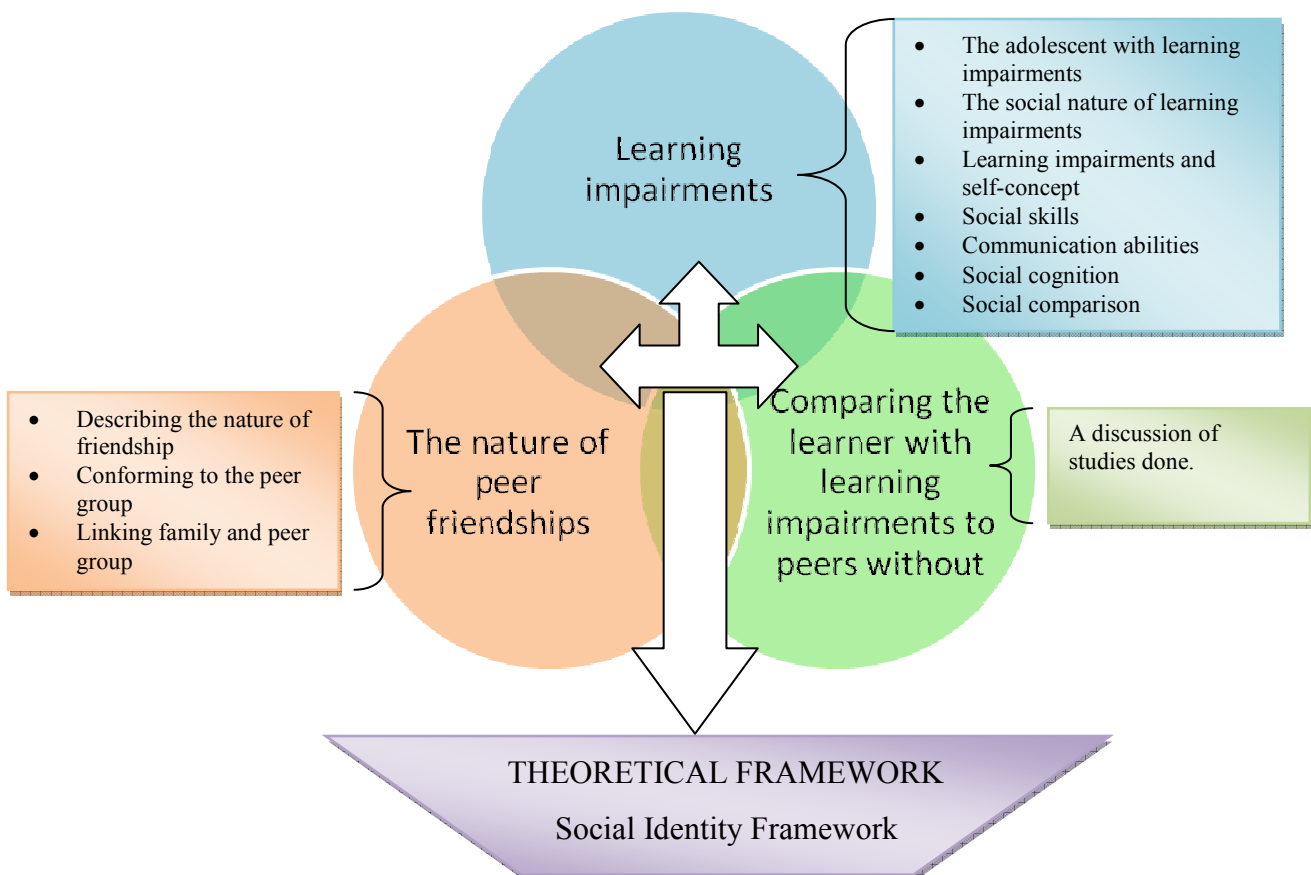 Learning
impairments
• The adolescent with learning
impairments
• The social nature of learning
impairments
• Learning impairments and
self-concept
• Social skills
• Communication abilities
• Social cognition
• Social comparison
• Describing the nature of
friendship
• Conforming to the peer
group
• Linking family and peer
group
The nature of
peer
friendships
Comparing the
learner with
learning
impairments to
peers without
A discussion of
studies done.
THEORETICAL FRAMEWORK
Social Identity Framework